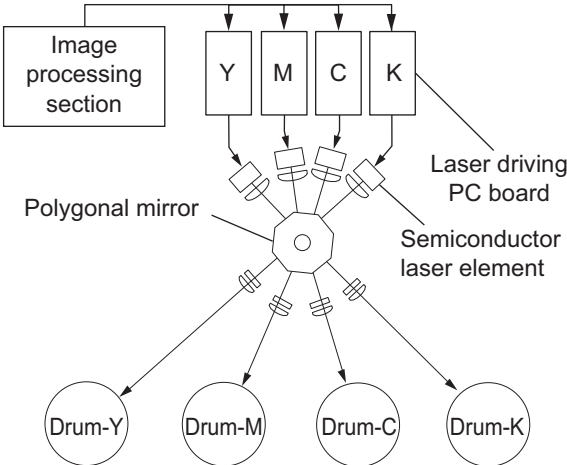 Image
processing
section
Y M C K
Laser driving
PC board
Polygonal mirror
Semiconductor
laser element
Drum-Y Drum-M Drum-C Drum-K